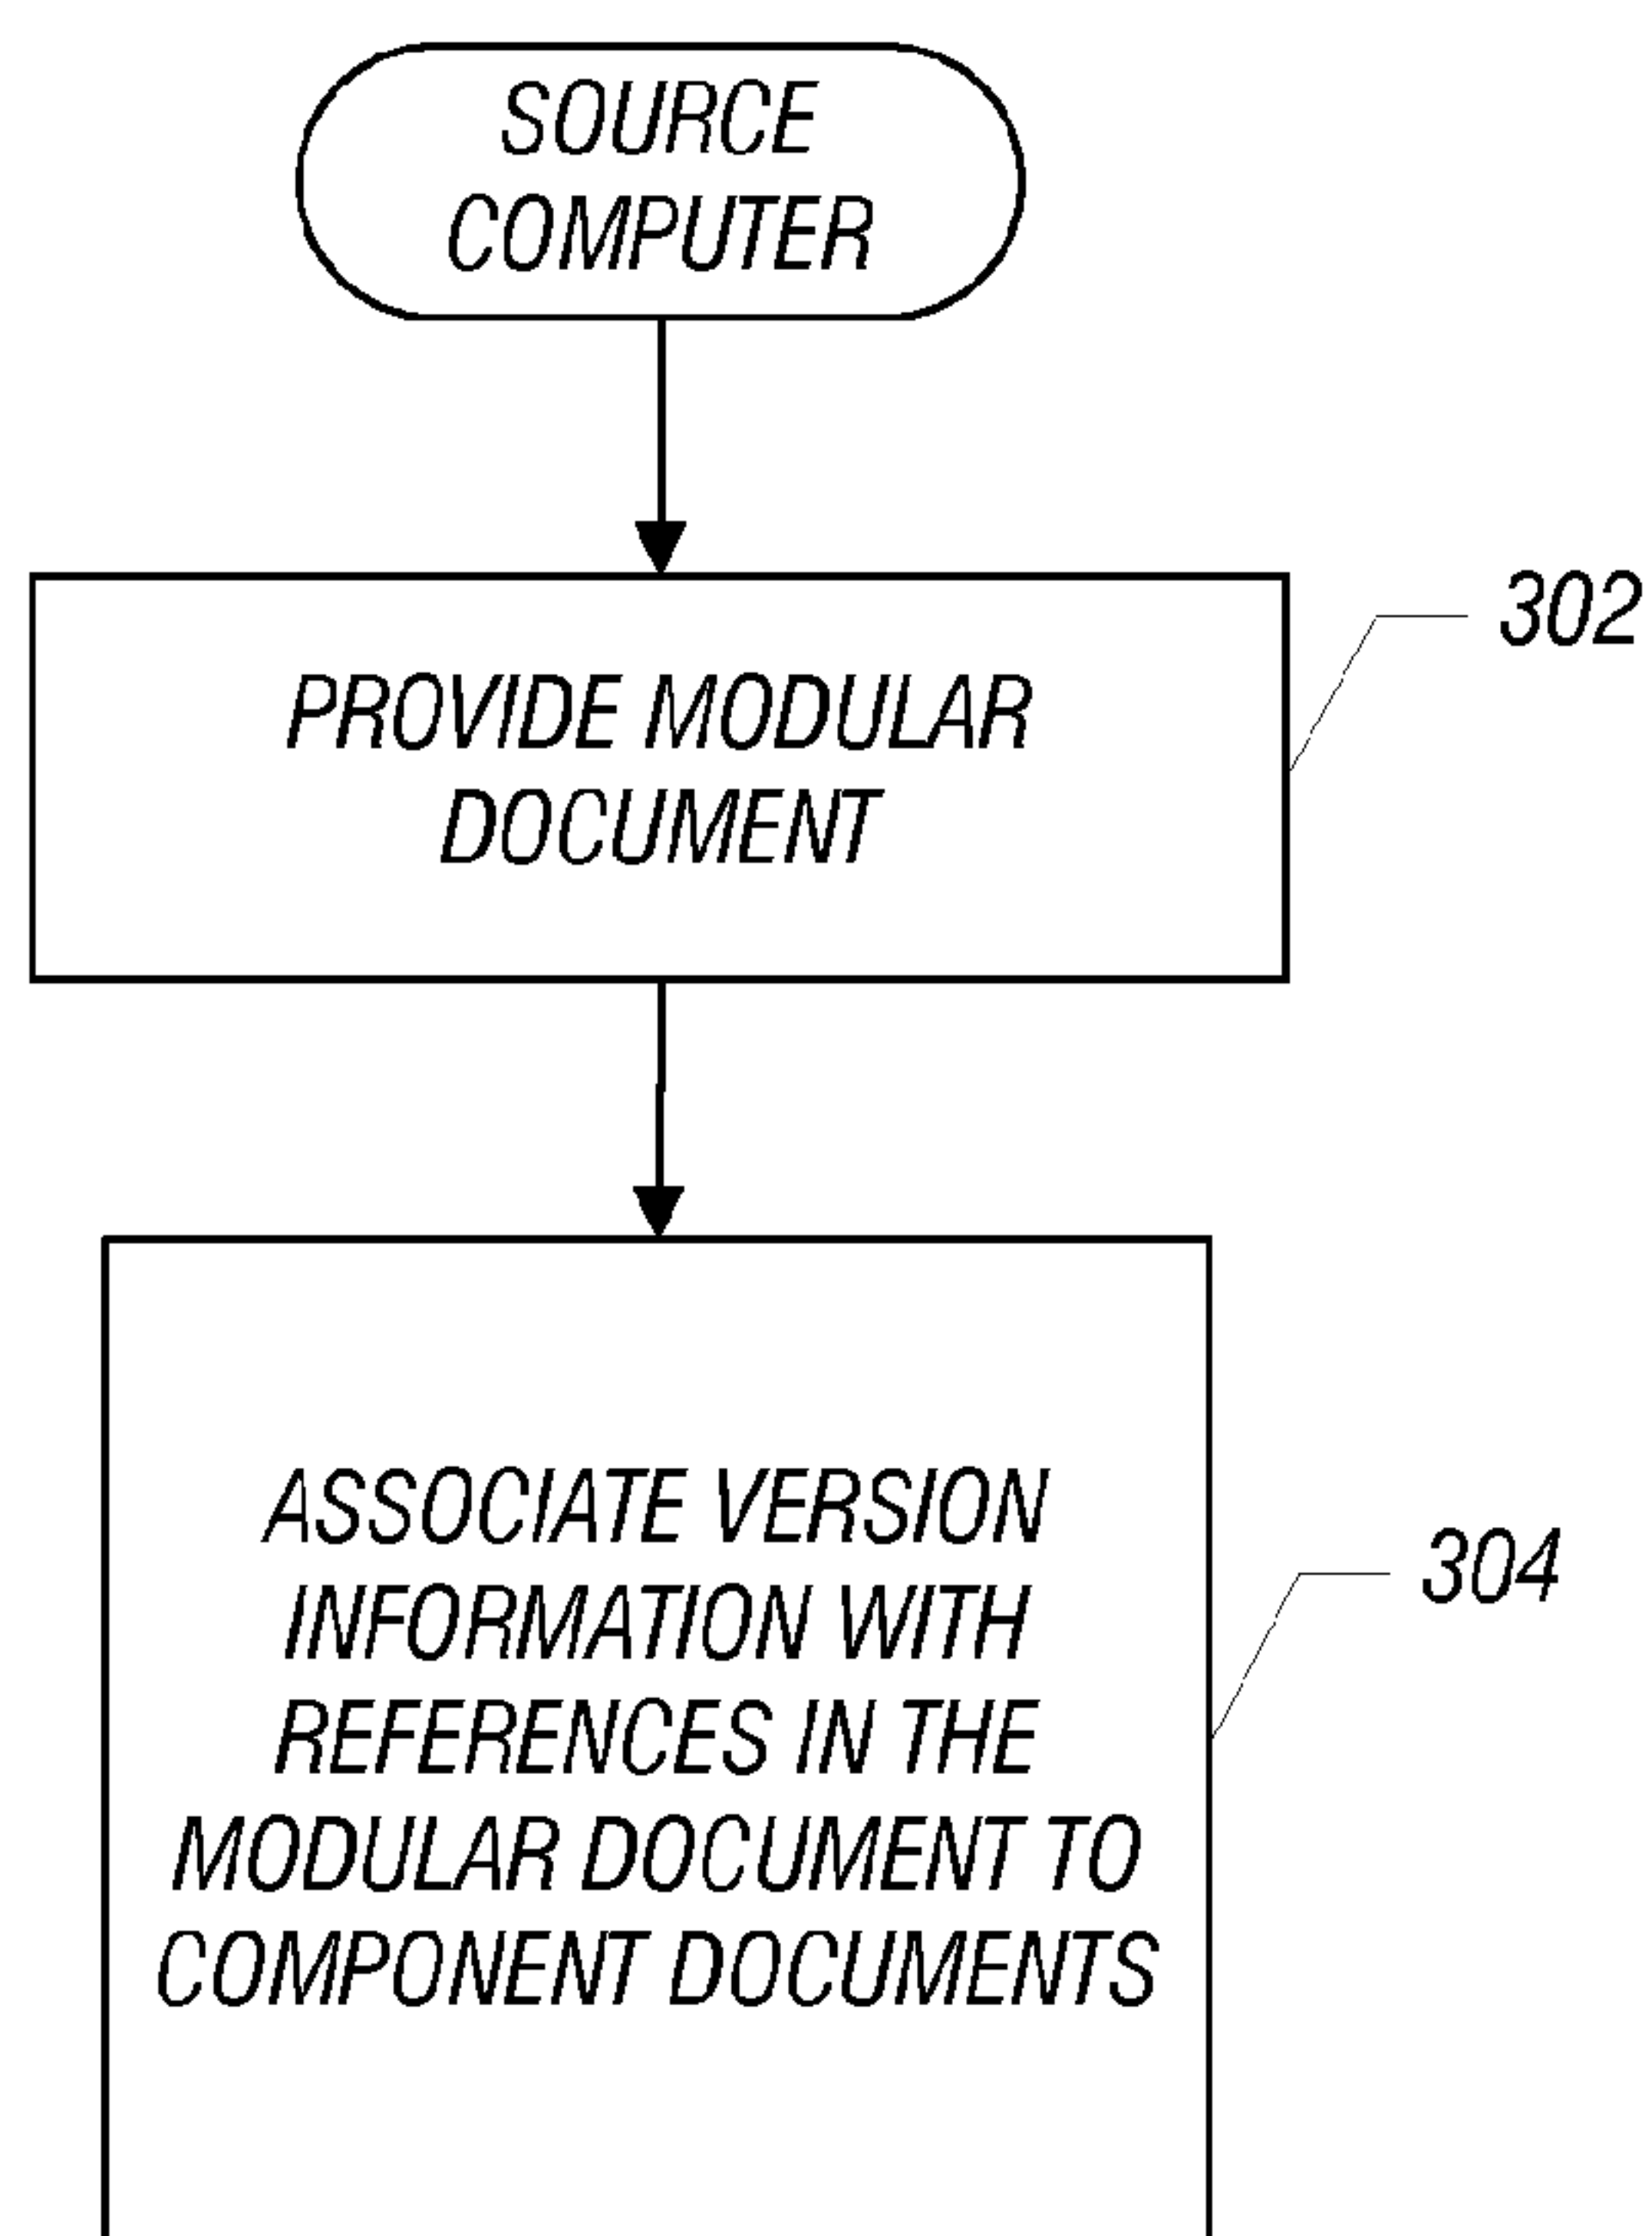 SOURCE
COMPUTER
302
PROVIDE MODULAR
DOCUMENT
ASSOCIATE VERSION
INFORMATION WITH
REFERENCES IN THE
MODULAR DOCUMENT TO
COMPONENT DOCUMENTS
304